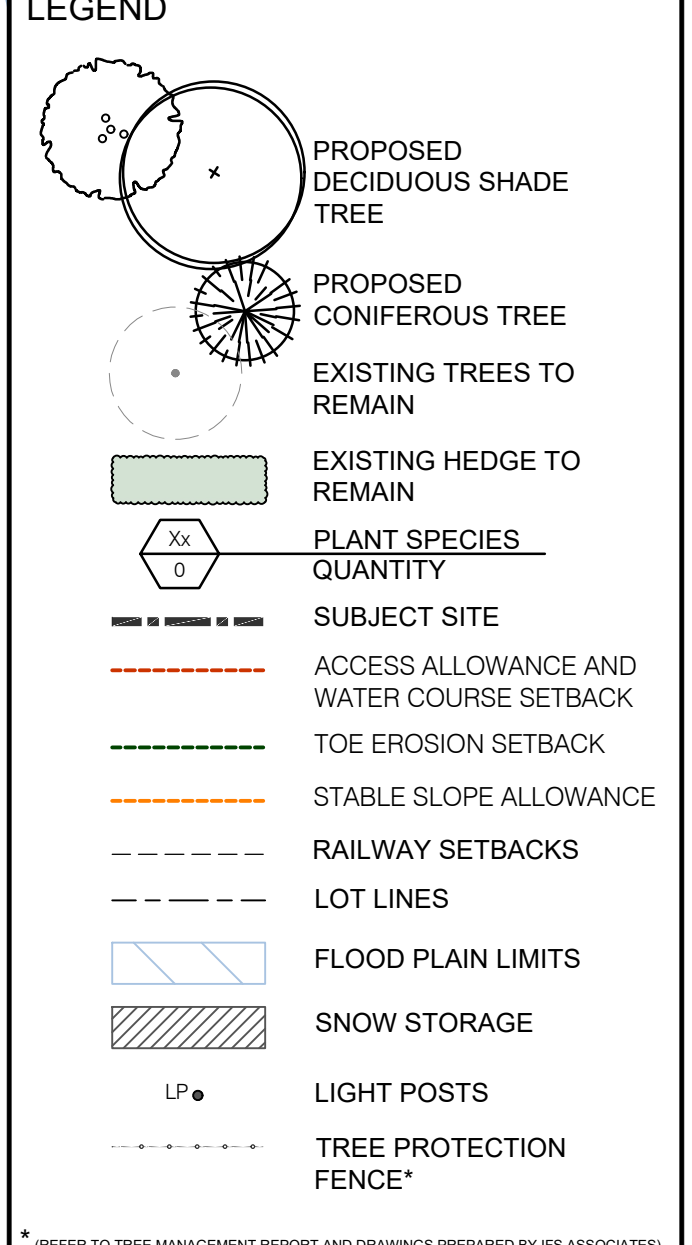 LEGEND
PROPOSED
DECIDUOUS SHADE
TREE
PROPOSED
CONIFEROUS TREE
EXISTING TREES TO
REMAIN
EXISTING HEDGE TO
REMAIN
Xx
PLANT SPECIES
0
QUANTITY
SUBJECT SITE
ACCESS ALLOWANCE AND
WATER COURSE SETBACK
TOE EROSION SETBACK
STABLE SLOPE ALLOWANCE
RAILWAY SETBACKS
LOT LINES
FLOOD PLAIN LIMITS
SNOW STORAGE
LP
LIGHT POSTS
TREE PROTECTION
FENCE*
* (REFER TO TREE MANAGEMENT REPORT AND DRAWINGS PREPARED BY IFS ASSOCIATES)